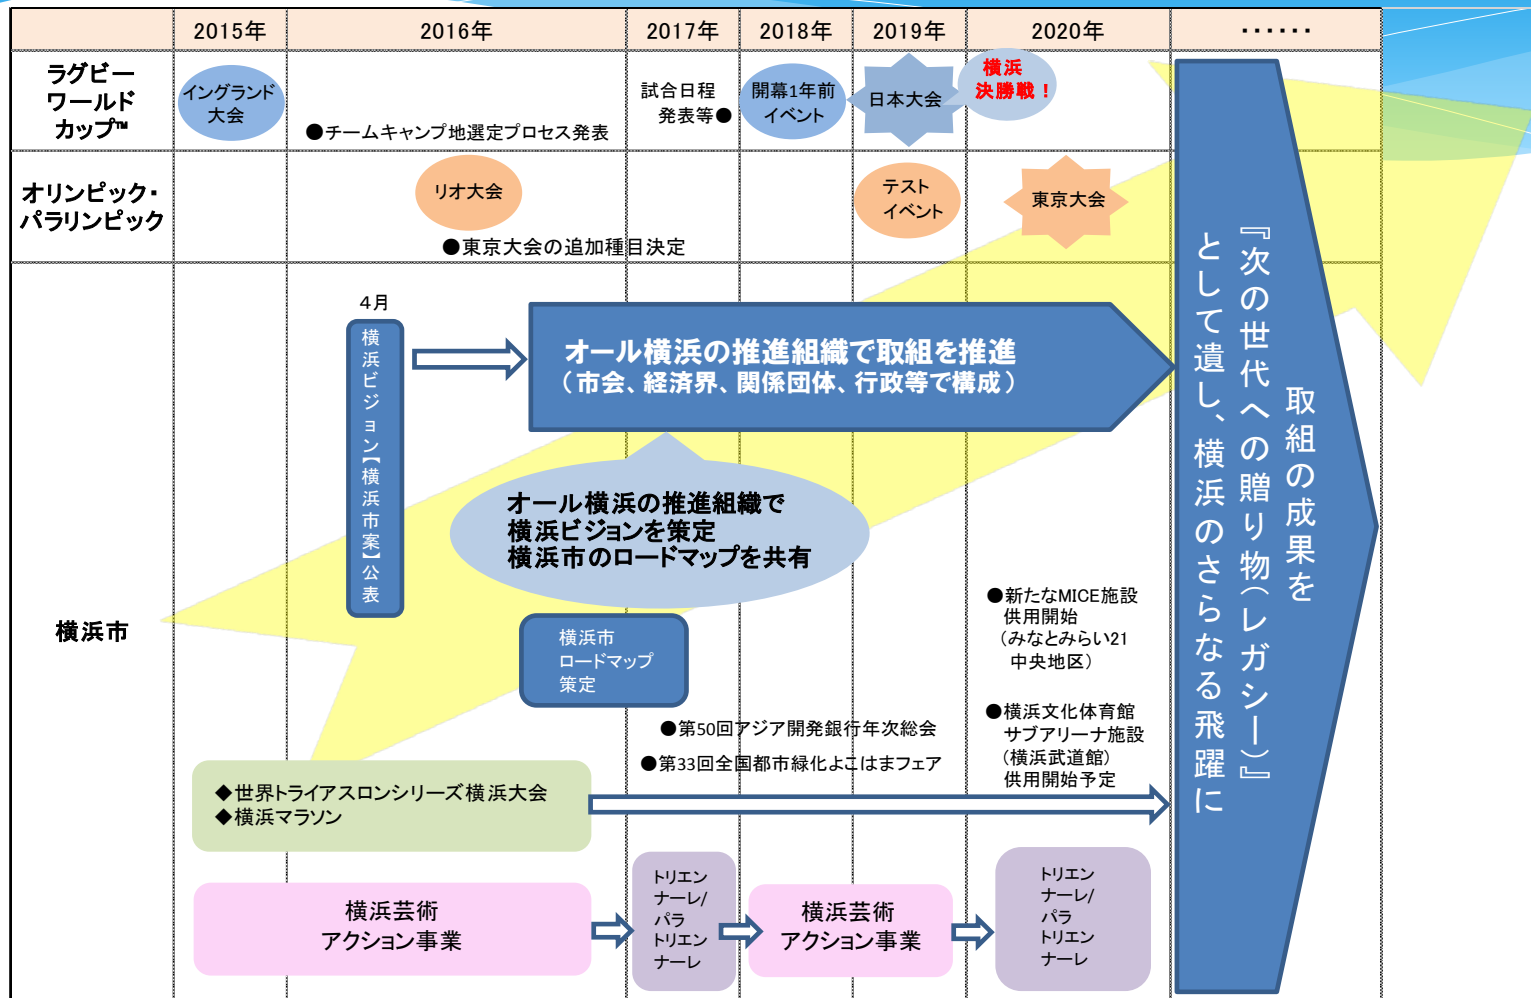 2015年
2016年
2017年
2018年
2019年
2020年
‥‥‥
ラグビー
ワールド
カップ™
イングランド
大会
●チームキャンプ地選定プロセス発表
試合日程
発表等●
開幕1年前
イベント
日本大会
横浜
決勝戦！
オリンピック・
パラリンピック
リオ大会
●東京大会の追加種目決定
テスト
イベント
東京大会
横浜市
４月
横浜ビジョン【横浜市案】公表
オール横浜の推進組織で取組を推進
（市会、経済界、関係団体、行政等で構成）
オール横浜の推進組織で
横浜ビジョンを策定
横浜市のロードマップを共有
横浜市
ロードマップ
策定
●第50回アジア開発銀行年次総会
●第33回全国都市緑化よこはまフェア
●新たなMICE施設
供用開始
（みなとみらい21
中央地区）
●横浜文化体育館
サブアリーナ施設
（横浜武道館）
供用開始予定
◆世界トライアスロンシリーズ横浜大会
◆横浜マラソン
横浜芸術
アクション事業
トリエン
ナーレ/
パラ
トリエン
ナーレ
横浜芸術
アクション事業
トリエン
ナーレ/
パラ
トリエン
ナーレ
取組の成果を
『次の世代への贈り物（レガシー）』
として遺し、横浜のさらなる飛躍に